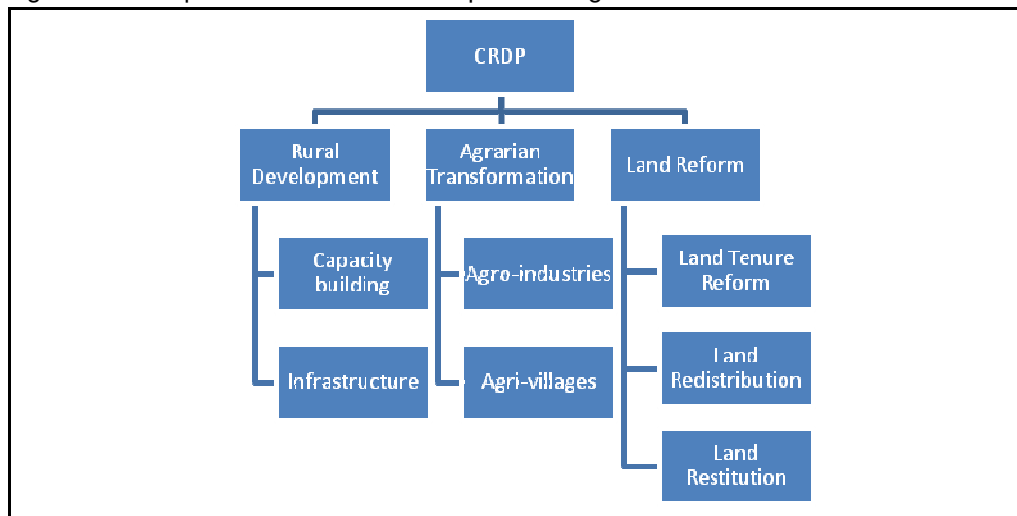 CRDP
Rural
Development
Agrarian
Transformation
Land Reform
Capacity
building
Agro-industries
Land Tenure
Reform
Infrastructure
Agri-villages
Land
Redistribution
Land
Restitution